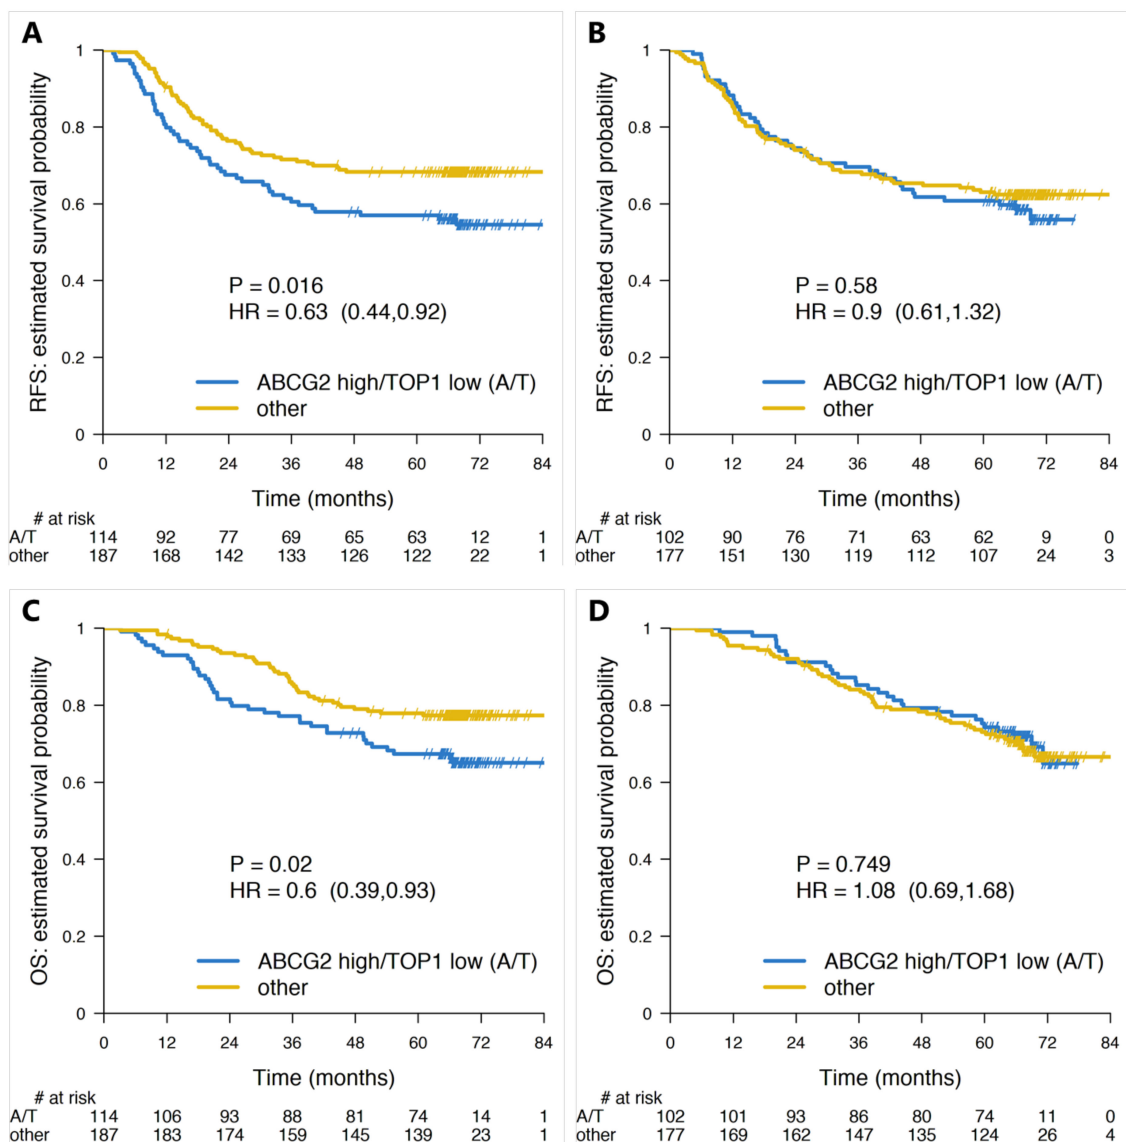 A
RFS: estimated survival probability
1
0.8
0.6
0.4
0.2
0
P = 0.016
HR = 0.63 (0.44,0.92)
ABCG2 high/TOP1 low (A/T)
other
0 12 24 36 48 60 72 84
Time (months)
# at risk
A/T 114 92 77 69 65 63 12 1
other 187 168 142 133 126 122 22 1
B
RFS: estimated survival probability
1
0.8
0.6
0.4
0.2
0
P = 0.58
HR = 0.9 (0.61,1.32)
ABCG2 high/TOP1 low (A/T)
other
0 12 24 36 48 60 72 84
Time (months)
# at risk
A/T 102 90 76 71 63 62 9 0
other 177 151 130 119 112 107 24 3
C
OS: estimated survival probability
1
0.8
0.6
0.4
0.2
0
P = 0.02
HR = 0.6 (0.39,0.93)
ABCG2 high/TOP1 low (A/T)
other
0 12 24 36 48 60 72 84
Time (months)
# at risk
A/T 114 106 93 88 81 74 14 1
other 187 183 174 159 145 139 23 1
D
OS: estimated survival probability
1
0.8
0.6
0.4
0.2
0
P = 0.749
HR = 1.08 (0.69,1.68)
ABCG2 high/TOP1 low (A/T)
other
0 12 24 36 48 60 72 84
Time (months)
# at risk
A/T 102 101 93 86 80 74 11 0
other 177 169 162 147 135 124 26 4